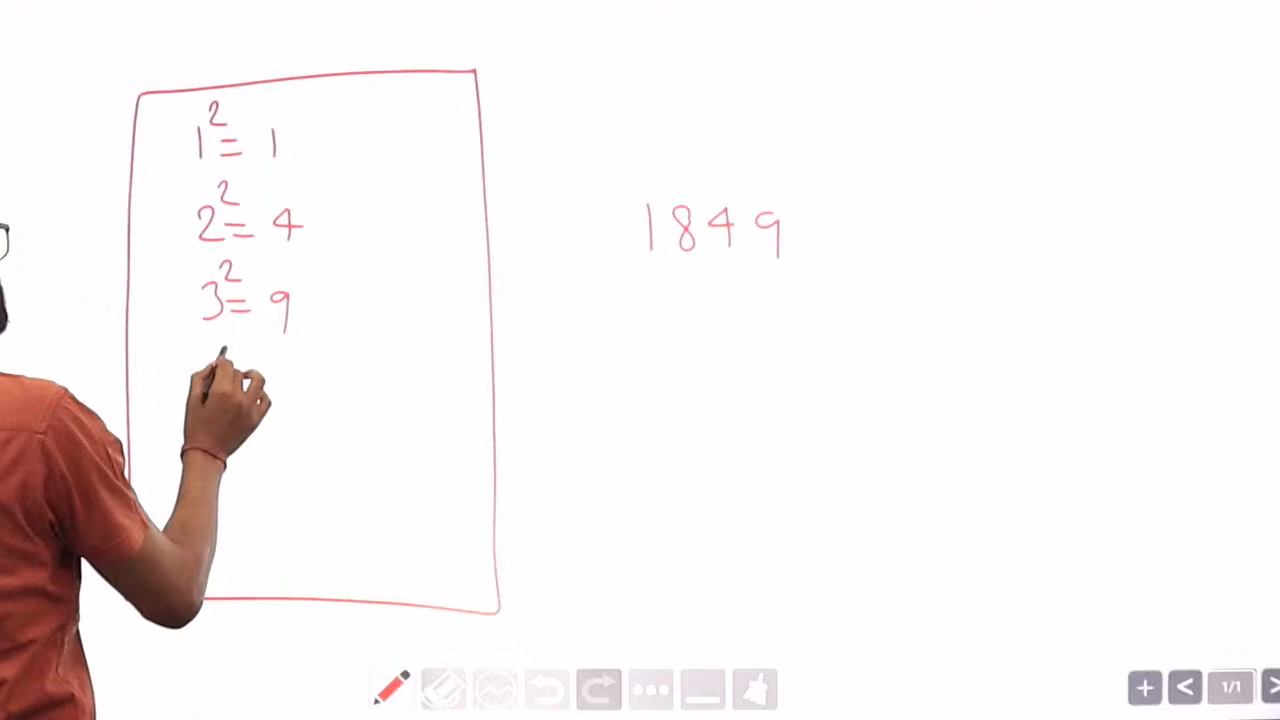 1² = 1
2² = 4
3² = 9
1849
1/1